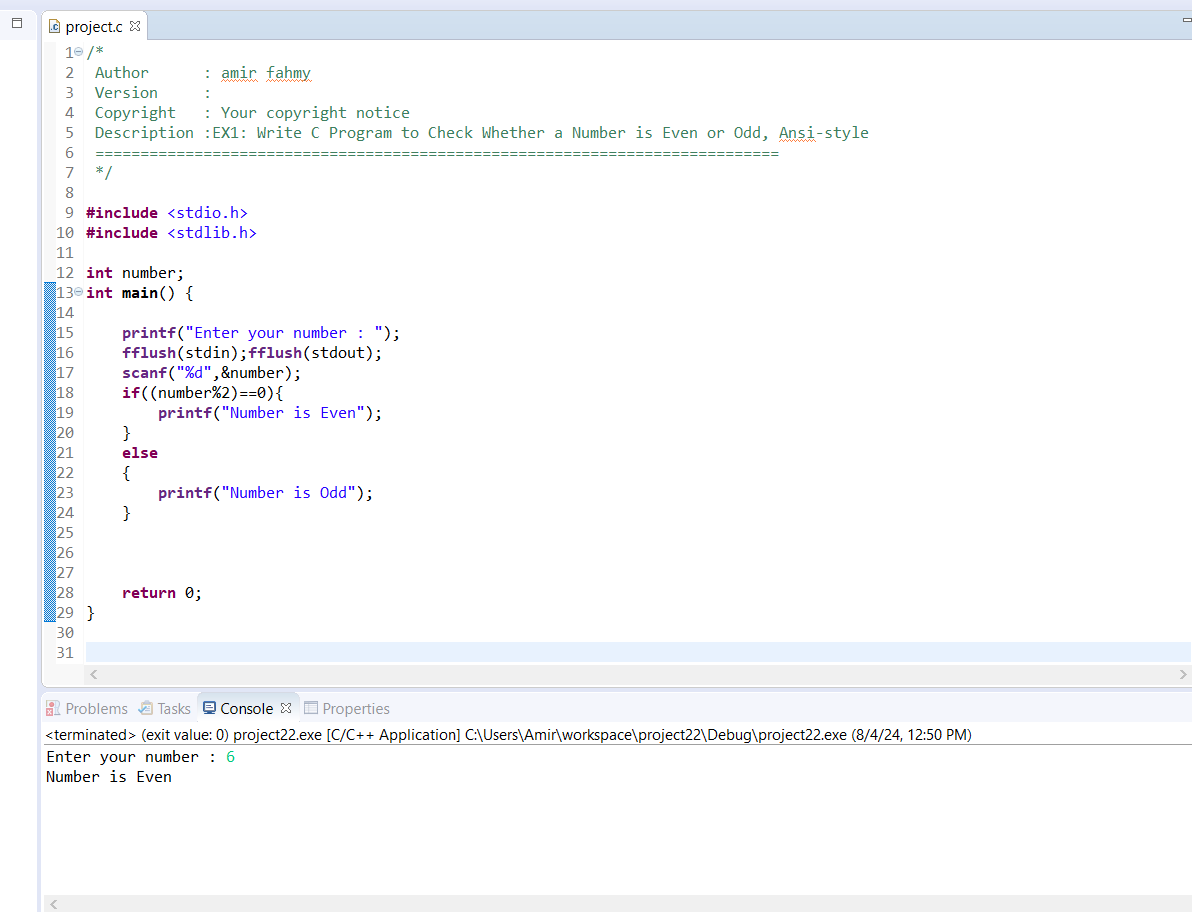 project.c
1 /*
2 Author : amir fahmy
3 Version :
4 Copyright : Your copyright notice
5 Description :EX1: Write C Program to Check Whether a Number is Even or Odd, Ansi-style
6 ============================================================================
7 */
8
9 #include <stdio.h>
10 #include <stdlib.h>
11
12 int number;
13 int main() {
14
15 printf("Enter your number : ");
16 fflush(stdin);fflush(stdout);
17 scanf("%d",&number);
18 if((number%2)==0){
19 printf("Number is Even");
20 }
21 else
22 {
23 printf("Number is Odd");
24 }
25
26
27
28 return 0;
29 }
30
31
Problems Tasks Console Properties
<terminated> (exit value: 0) project22.exe [C/C++ Application] C:\Users\Amir\workspace\project22\Debug\project22.exe (8/4/24, 12:50 PM)
Enter your number : 6
Number is Even